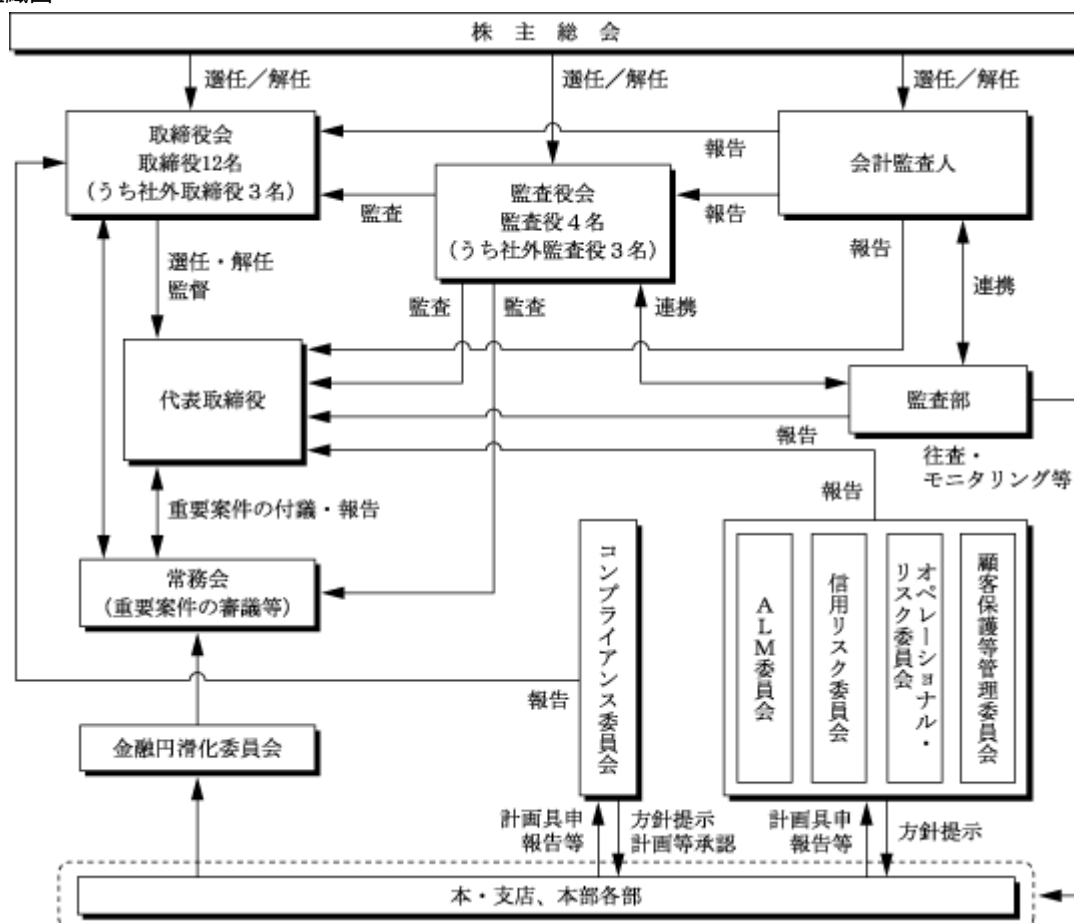 株主総会
選任／解任
選任／解任
選任／解任
取締役会
取締役12名
（うち社外取締役３名）
報告
会計監査人
監査役会
監査役４名
（うち社外監査役３名）
監査
報告
報告
選任・解任
監督
監査
監査
連携
連携
代表取締役
監査部
報告
往査・
モニタリング等
報告
重要案件の付議・報告
常務会
（重要案件の審議等）
コンプライアンス委員会
ALM委員会
信用リスク委員会
オペレーショナル・
リスク委員会
顧客保護等管理委員会
報告
金融円滑化委員会
計画具申
報告等
方針提示
計画等承認
計画具申
報告等
方針提示
本・支店、本部各部